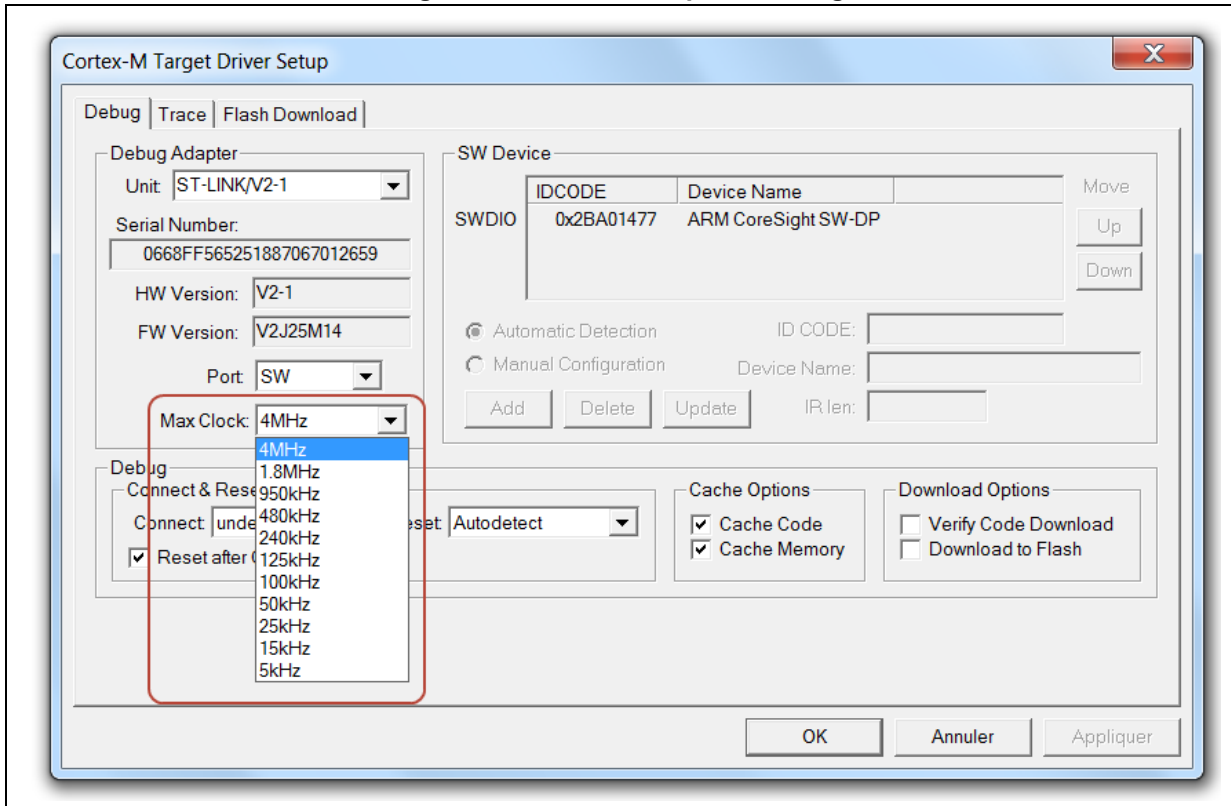 Cortex-M Target Driver Setup
X
Debug Trace Flash Download
Debug Adapter
Unit: ST-LINK/V2-1
Serial Number:
0668FF565251887067012659
HW Version: V2-1
FW Version: V2J25M14
Port: SW
Max Clock: 4MHz
4MHz
1.8MHz
950kHz
480kHz
240kHz
125kHz
100kHz
50kHz
25kHz
15kHz
5kHz
SW Device
IDCODE Device Name
SWDIO 0x2BA01477 ARM CoreSight SW-DP
Move
Up
Down
Automatic Detection ID CODE:
Manual Configuration Device Name:
Add Delete Update IR len:
Debug
Connect & Rese
Connect: unde eset: Autodetect
Reset after
Cache Options
Cache Code
Cache Memory
Download Options
Verify Code Download
Download to Flash
OK Annuler Appliquer